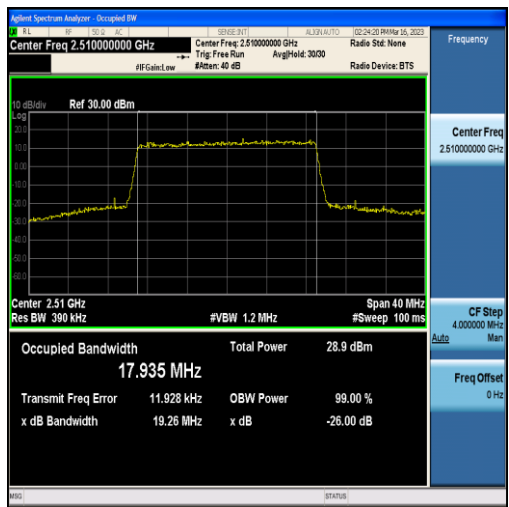 Agilent Spectrum Analyzer - Occupied BW
RL RF 50 Ω AC SENSE:INT ALIGN AUTO 02:24:20 PM Mar 16, 2023
Center Freq 2.510000000 GHz Center Freq: 2.510000000 GHz Radio Std: None
Trig: Free Run Avg|Hold: 30/30
#IFGain:Low #Atten: 40 dB Radio Device: BTS
Frequency
10 dB/div Ref 30.00 dBm
Log
20.0
10.0
0.00
-10.0
-20.0
-30.0
-40.0
-50.0
-60.0
Center Freq
2.510000000 GHz
Center 2.51 GHz Span 40 MHz
Res BW 390 kHz #VBW 1.2 MHz #Sweep 100 ms
CF Step
4.000000 MHz
Auto Man
Occupied Bandwidth Total Power 28.9 dBm
17.935 MHz
Transmit Freq Error 11.928 kHz OBW Power 99.00 %
x dB Bandwidth 19.26 MHz x dB -26.00 dB
Freq Offset
0 Hz
MSG STATUS